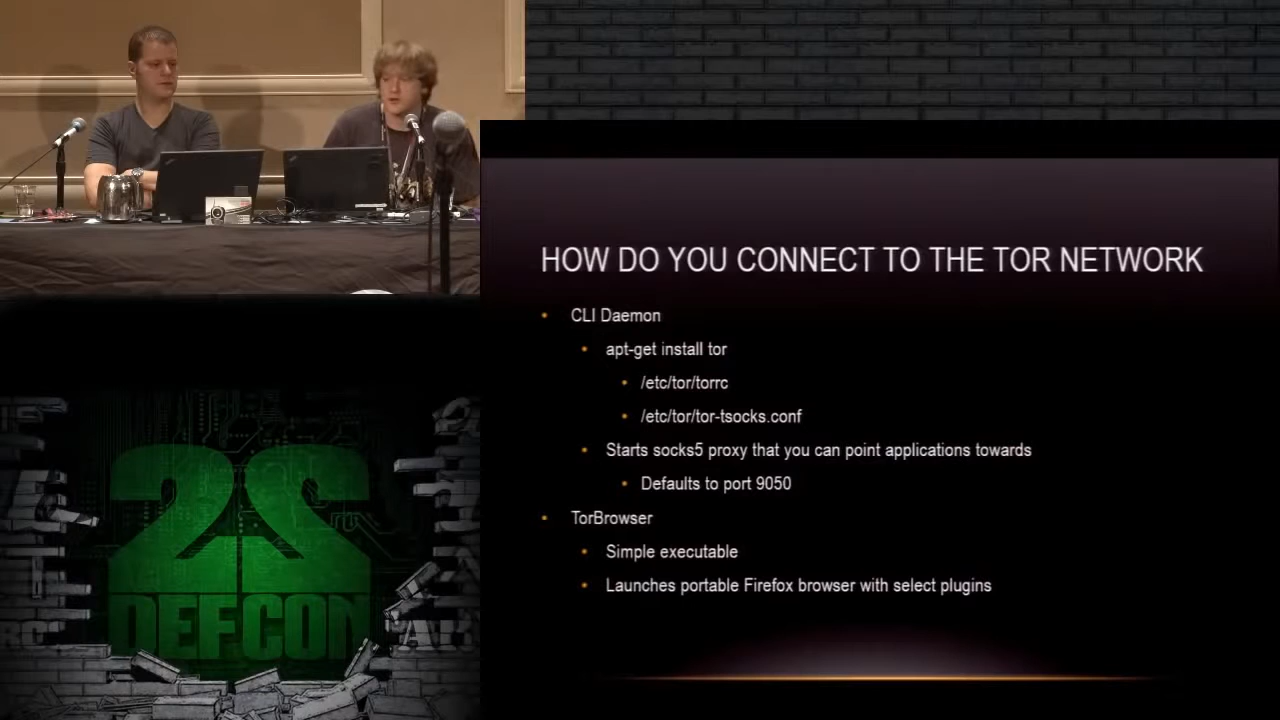 HOW DO YOU CONNECT TO THE TOR NETWORK
• CLI Daemon
• apt-get install tor
• /etc/tor/torrc
• /etc/tor/tor-tsocks.conf
• Starts socks5 proxy that you can point applications towards
• Defaults to port 9050
• TorBrowser
• Simple executable
• Launches portable Firefox browser with select plugins
22
DEFCON